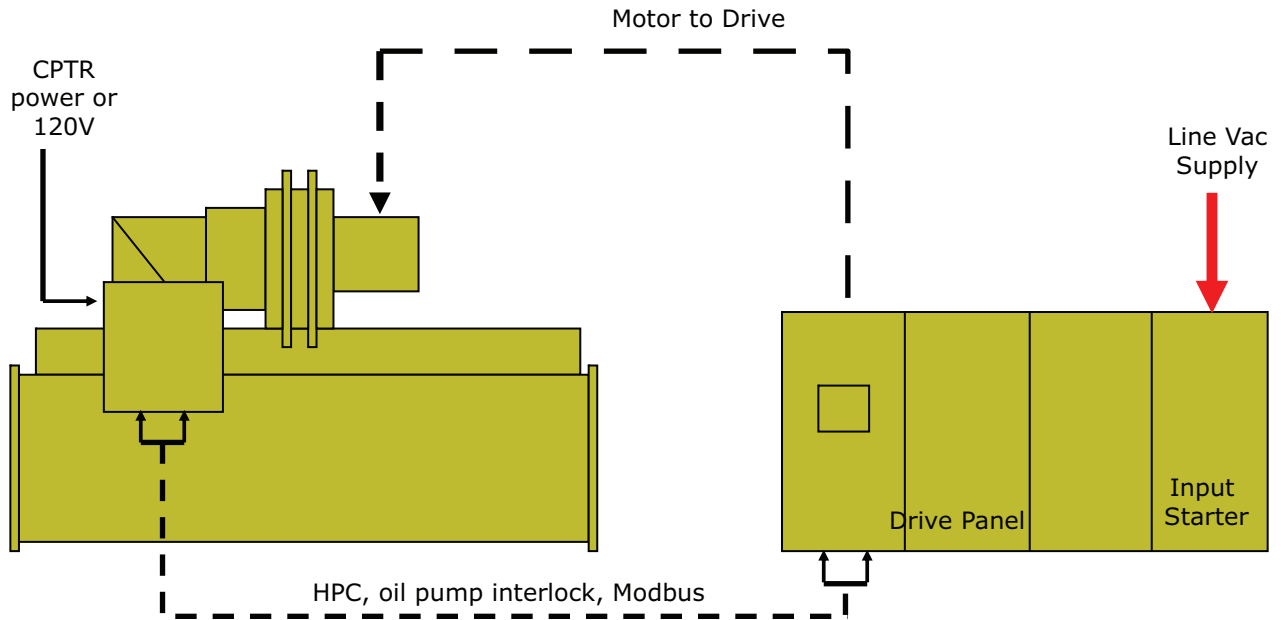 Motor to Drive
CPTR
power or
120V
Line Vac
Supply
Drive Panel
Input
Starter
HPC, oil pump interlock, Modbus